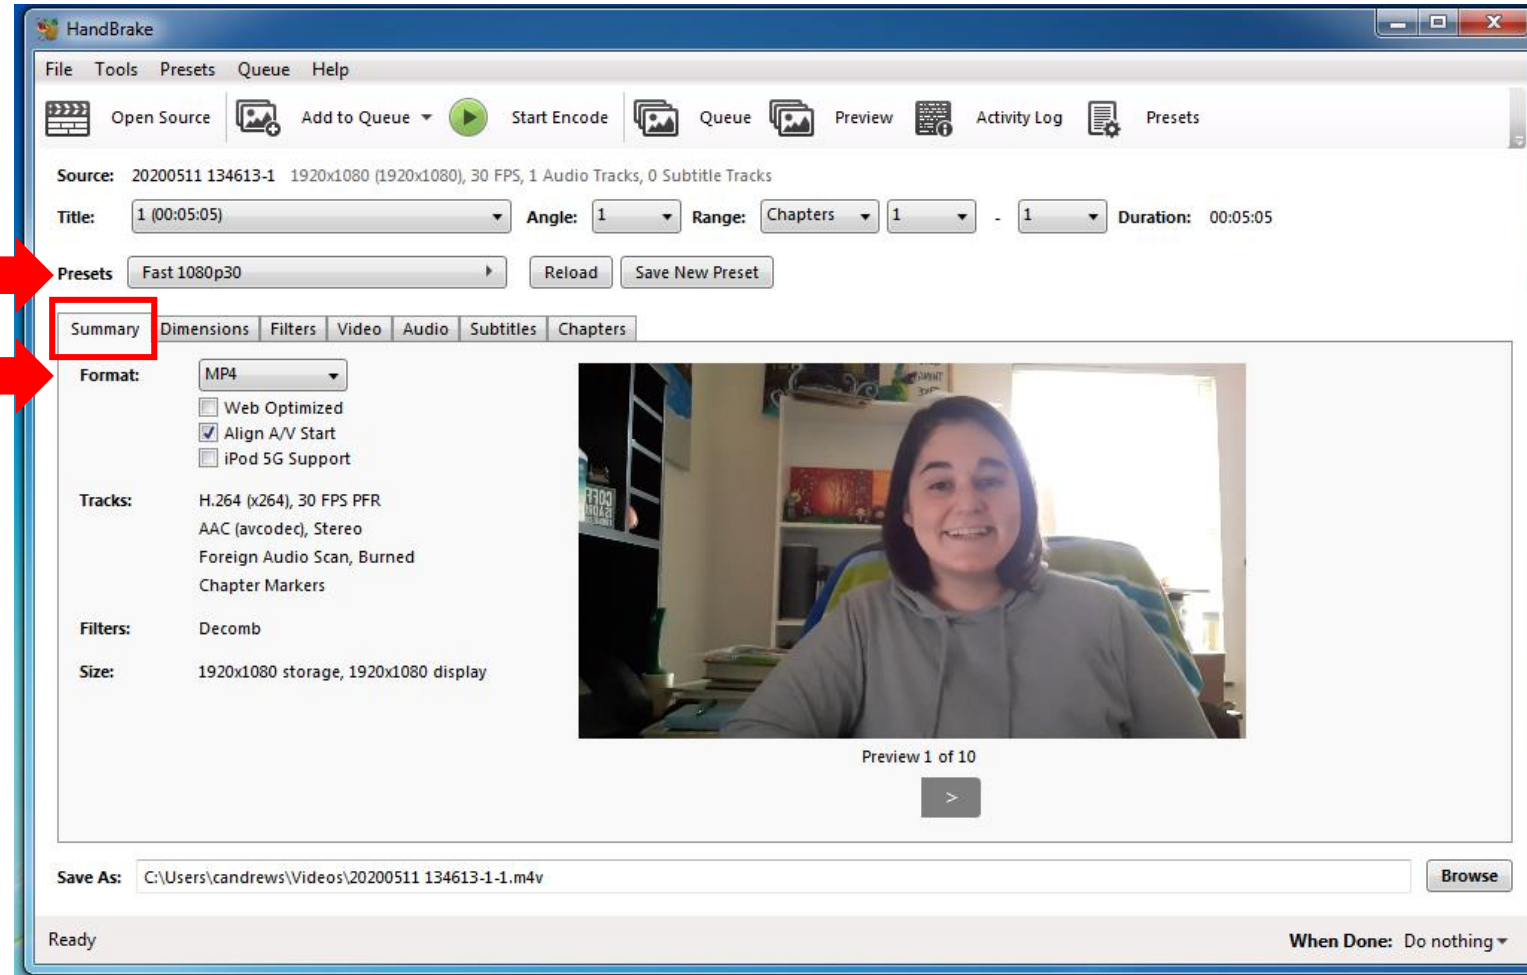 HandBrake
File Tools Presets Queue Help
Open Source Add to Queue Start Encode Queue Preview Activity Log Presets
Source: 20200511 134613-1 1920x1080 (1920x1080), 30 FPS, 1 Audio Tracks, 0 Subtitle Tracks
Title: 1 (00:05:05) Angle: 1 Range: Chapters 1 - 1 Duration: 00:05:05
Presets Fast 1080p30 Reload Save New Preset
Summary Dimensions Filters Video Audio Subtitles Chapters
Format: MP4
Web Optimized
Align A/V Start
iPod 5G Support
Tracks: H.264 (x264), 30 FPS PFR
AAC (avcodec), Stereo
Foreign Audio Scan, Burned
Chapter Markers
Filters: Decomb
Size: 1920x1080 storage, 1920x1080 display
Preview 1 of 10
>
Save As: C:\Users\candrews\Videos\20200511 134613-1-1.m4v Browse
Ready When Done: Do nothing